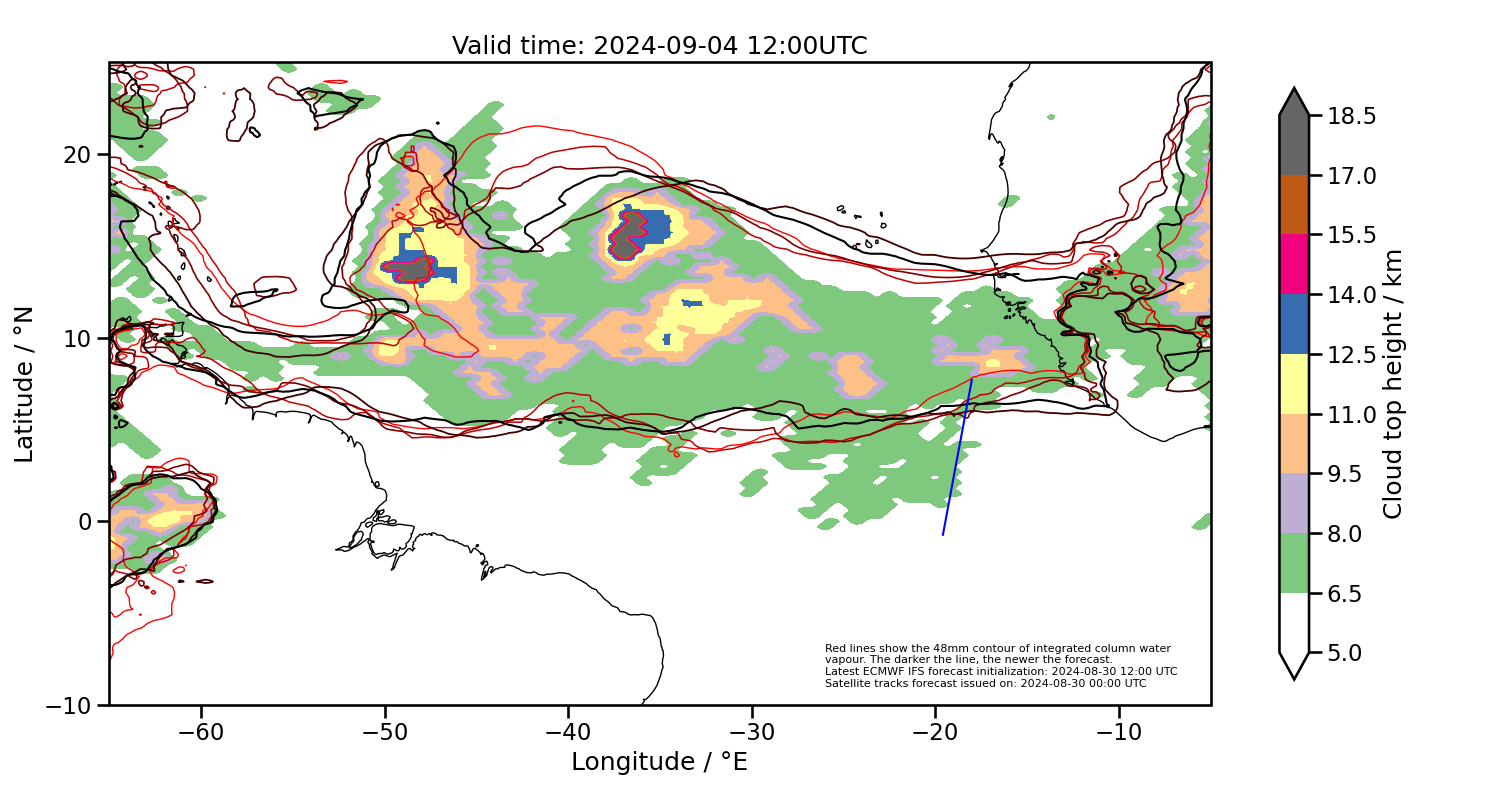 Valid time: 2024-09-04 12:00UTC
20
10
0
−10
−60
−50
−40
−30
−20
−10
Latitude / °N
Longitude / °E
18.5
17.0
15.5
14.0
12.5
11.0
9.5
8.0
6.5
5.0
Cloud top height / km
Red lines show the 48mm contour of integrated column water
vapour. The darker the line, the newer the forecast.
Latest ECMWF IFS forecast initialization: 2024-08-30 12:00 UTC
Satellite tracks forecast issued on: 2024-08-30 00:00 UTC